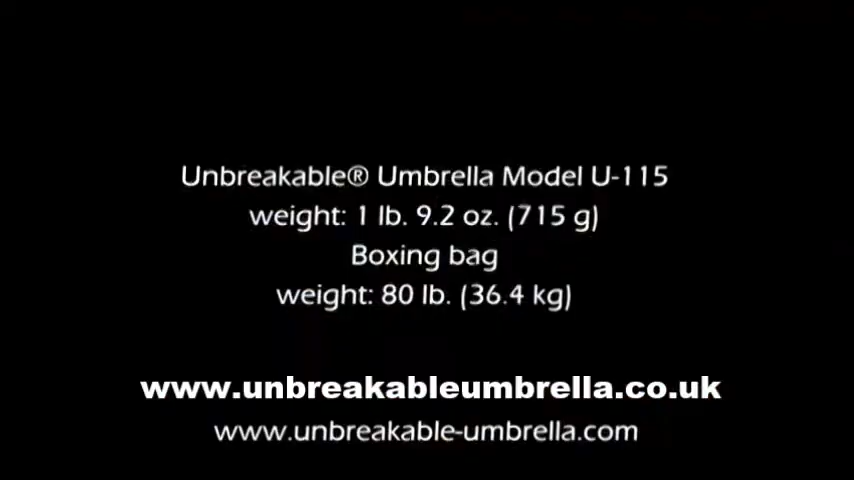 Unbreakable® Umbrella Model U-115
weight: 1 lb. 9.2 oz. (715 g)
Boxing bag
weight: 80 lb. (36.4 kg)
www.unbreakableumbrella.co.uk
www.unbreakable-umbrella.com